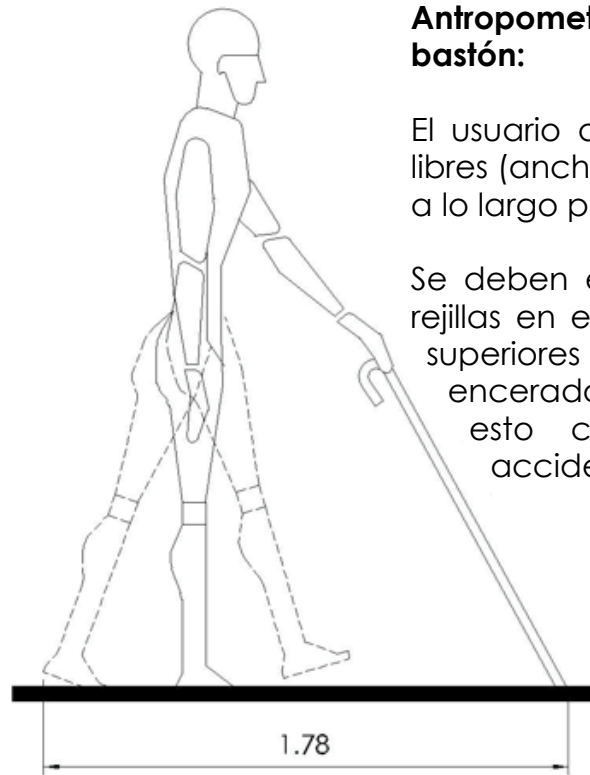 Antropomet
bastón:
El usuario
libres (anch
a lo largo p
Se deben e
rejillas en e
superiores
encerado
esto c
accide
1.78